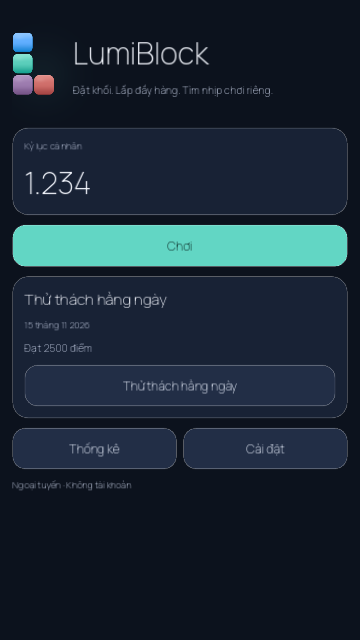 LumiBlock
Đặt khối. Lấp đầy hàng. Tìm nhịp chơi riêng.
Kỷ lục cá nhân
1.234
Chơi
Thử thách hằng ngày
15 tháng 11 2026
Đạt 2500 điểm
Thử thách hằng ngày
Thống kê
Cài đặt
Ngoại tuyến · Không tài khoản